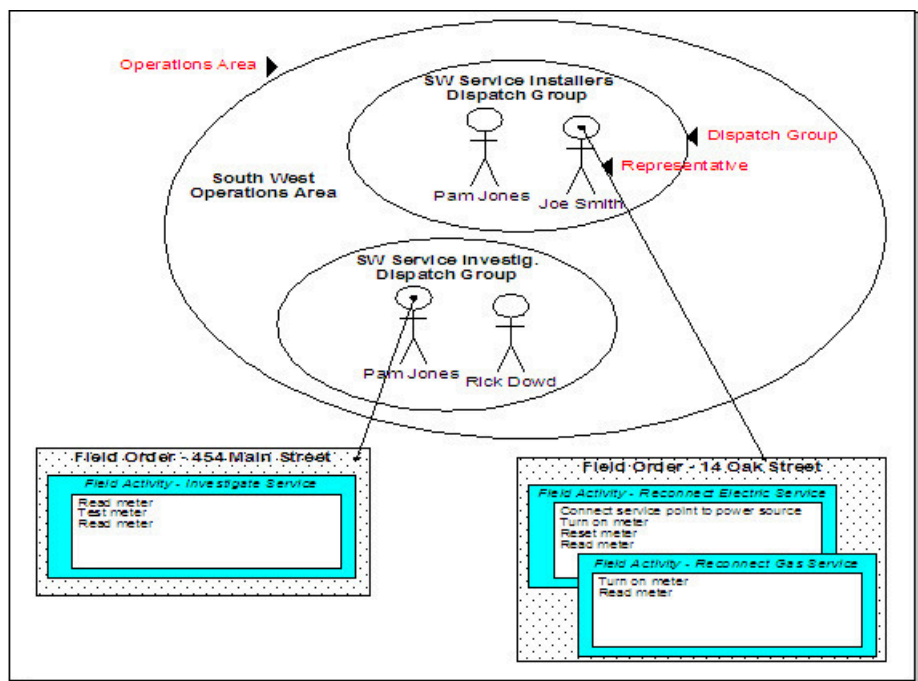 Operations Area
SW Service Installers
Dispatch Group
Dispatch Group
Representative
South West
Operations Area
Pam Jones
Joe Smith
SW Service Investig.
Dispatch Group
Pam Jones
Rick Dowd
Field Order - 454 Main Street
Field Activity - Investigate Service
Read meter
Test meter
Read meter
Field Order - 14 Oak Street
Field Activity - Reconnect Electric Service
Connect service point to power source
Turn on meter
Reset meter
Read meter
Field Activity - Reconnect Gas Service
Turn on meter
Read meter